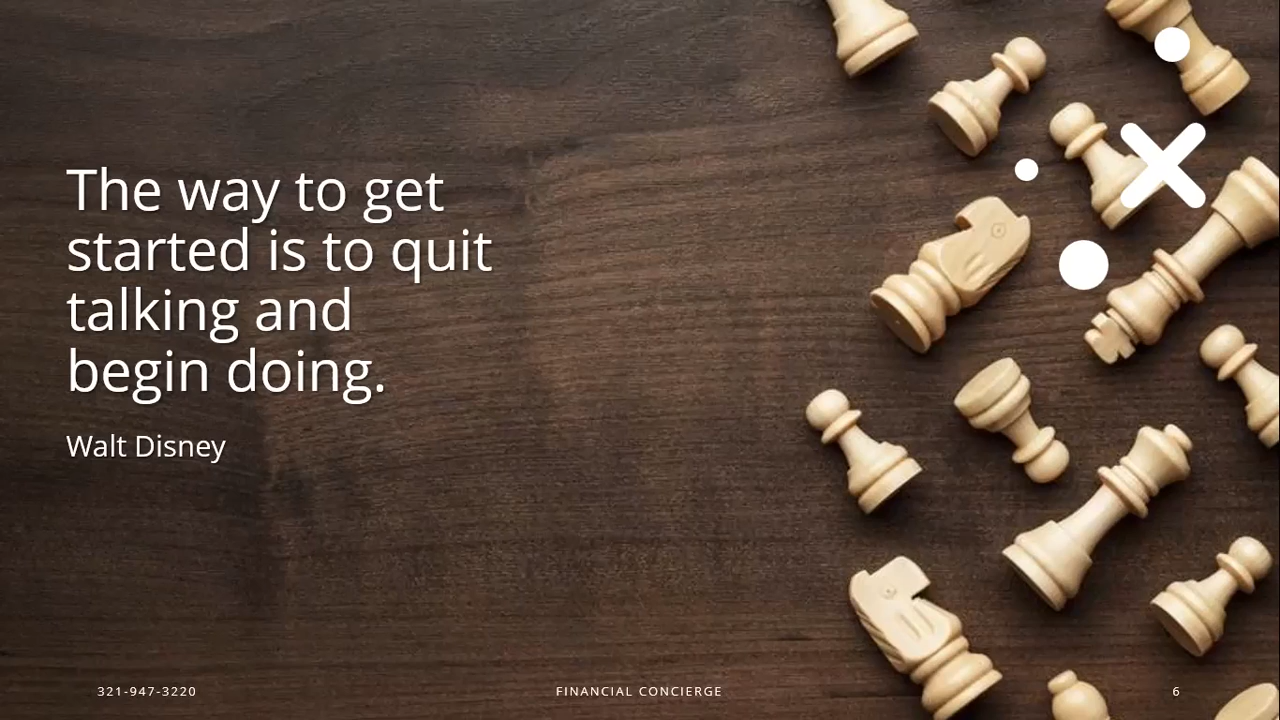 The way to get
started is to quit
talking and
begin doing.
Walt Disney
321-947-3220
FINANCIAL CONCIERGE
6